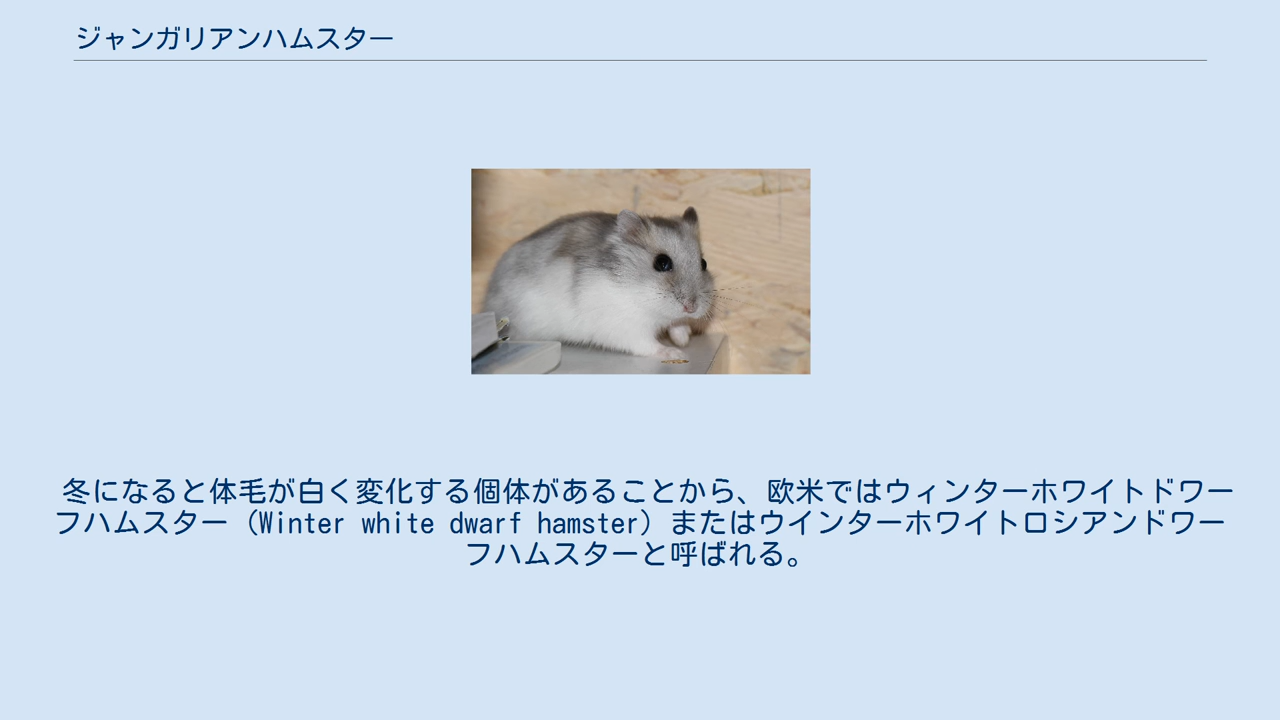 ジャンガリアンハムスター
冬になると体毛が白く変化する個体があることから、欧米ではウィンターホワイトドワー
フハムスター（Winter white dwarf hamster）またはウインターホワイトロシアンドワー
フハムスターと呼ばれる。